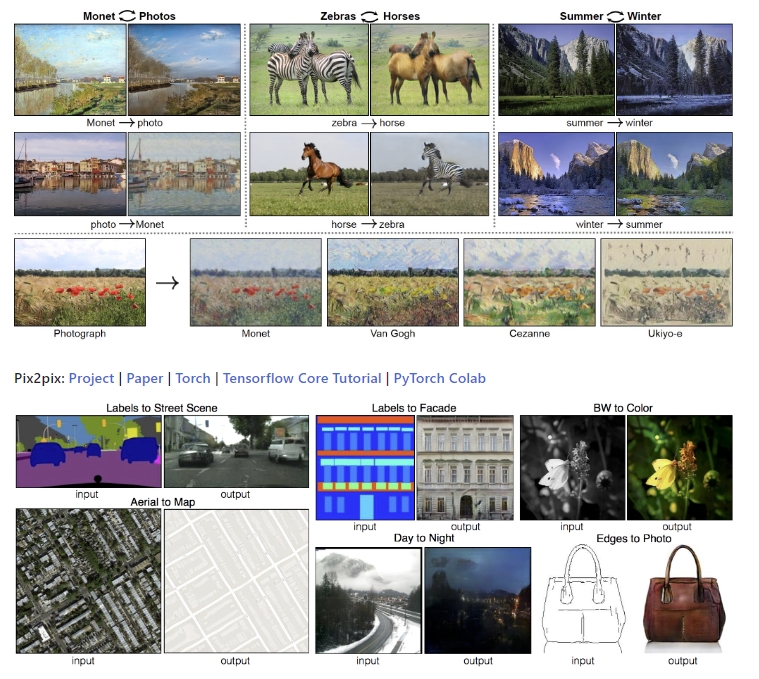 Monet Photos
Zebras Horses
Summer Winter
Monet → photo
zebra → horse
summer → winter
photo → Monet
horse → zebra
winter → summer
Photograph
Monet
Van Gogh
Cezanne
Ukiyo-e
Pix2pix: Project | Paper | Torch | Tensorflow Core Tutorial | PyTorch Colab
Labels to Street Scene
Labels to Facade
BW to Color
input
output
Aerial to Map
input
output
input
output
Day to Night
Edges to Photo
input
output
input
output
input
output